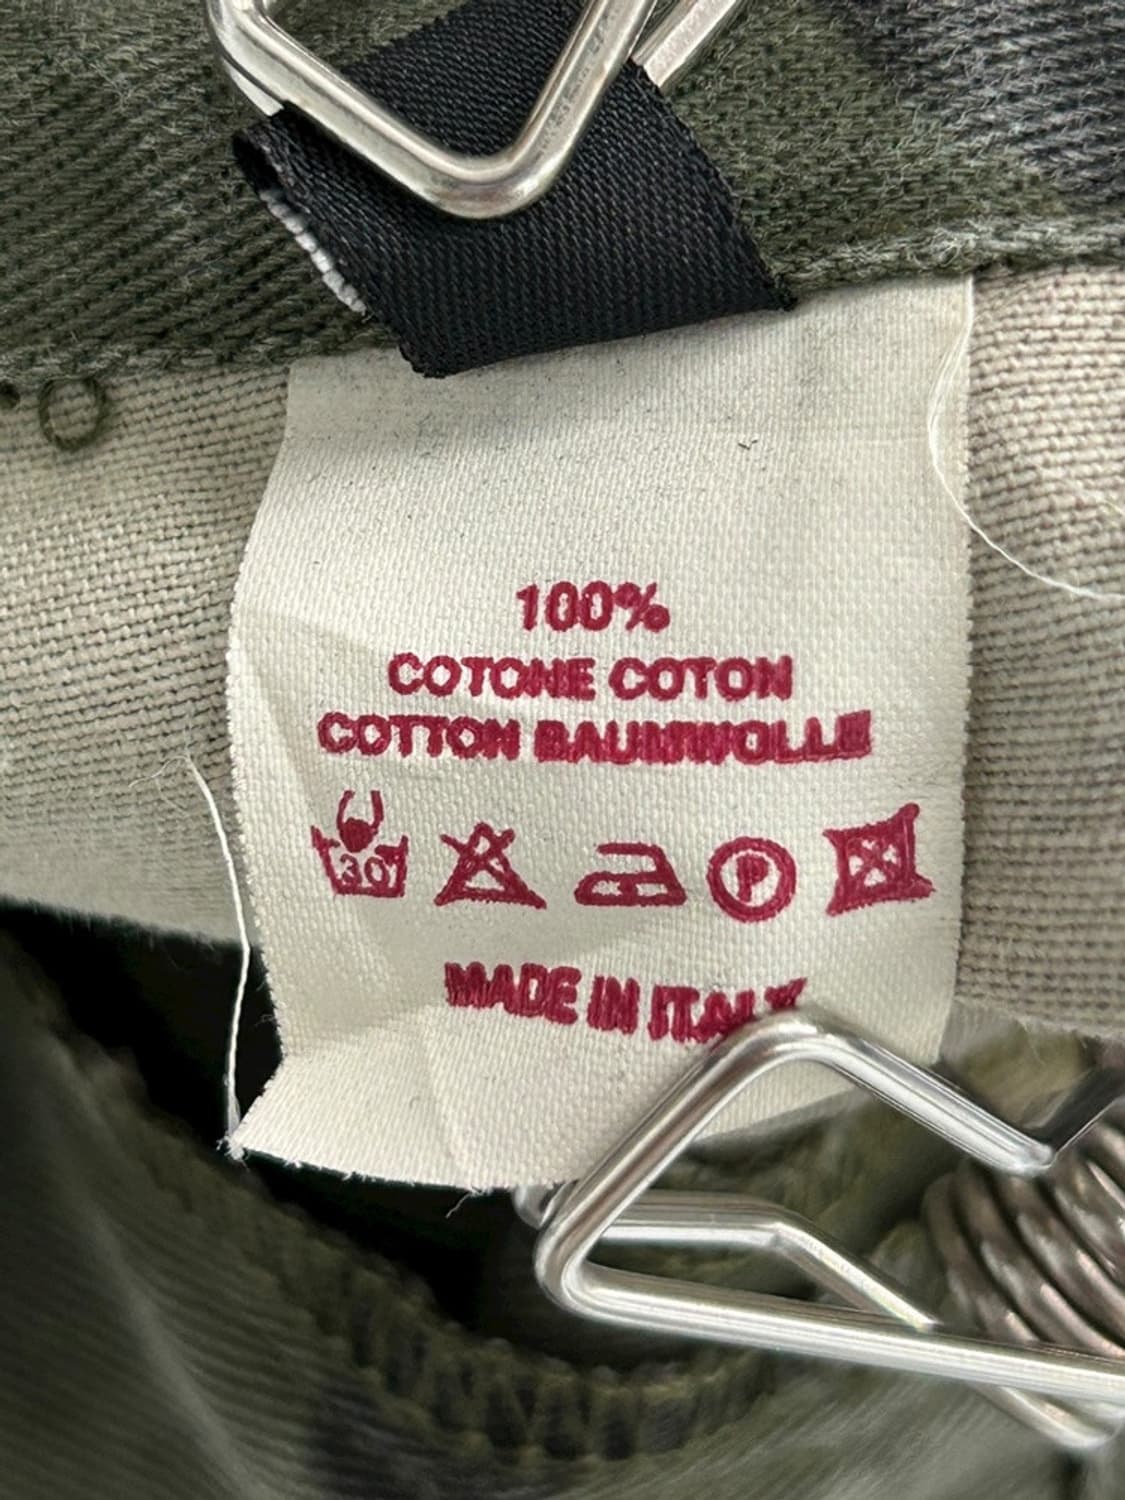 100%
COTONE COTON
COTTON BAUMWOLLE
30
P
MADE IN ITALY